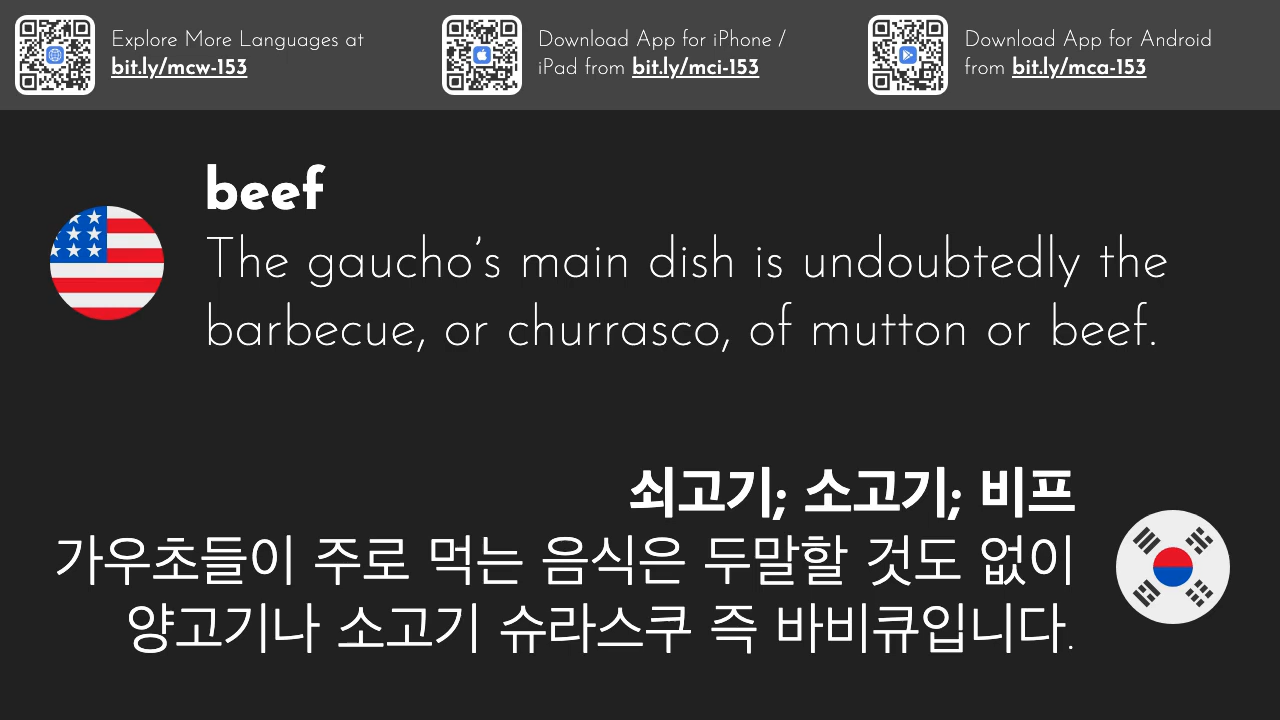 Explore More Languages at
bit.ly/mcw-153
Download App for iPhone /
iPad from bit.ly/mci-153
Download App for Android
from bit.ly/mca-153
beef
The gaucho’s main dish is undoubtedly the
barbecue, or churrasco, of mutton or beef.
쇠고기; 소고기; 비프
가우초들이 주로 먹는 음식은 두말할 것도 없이
양고기나 소고기 슈라스쿠 즉 바비큐입니다.